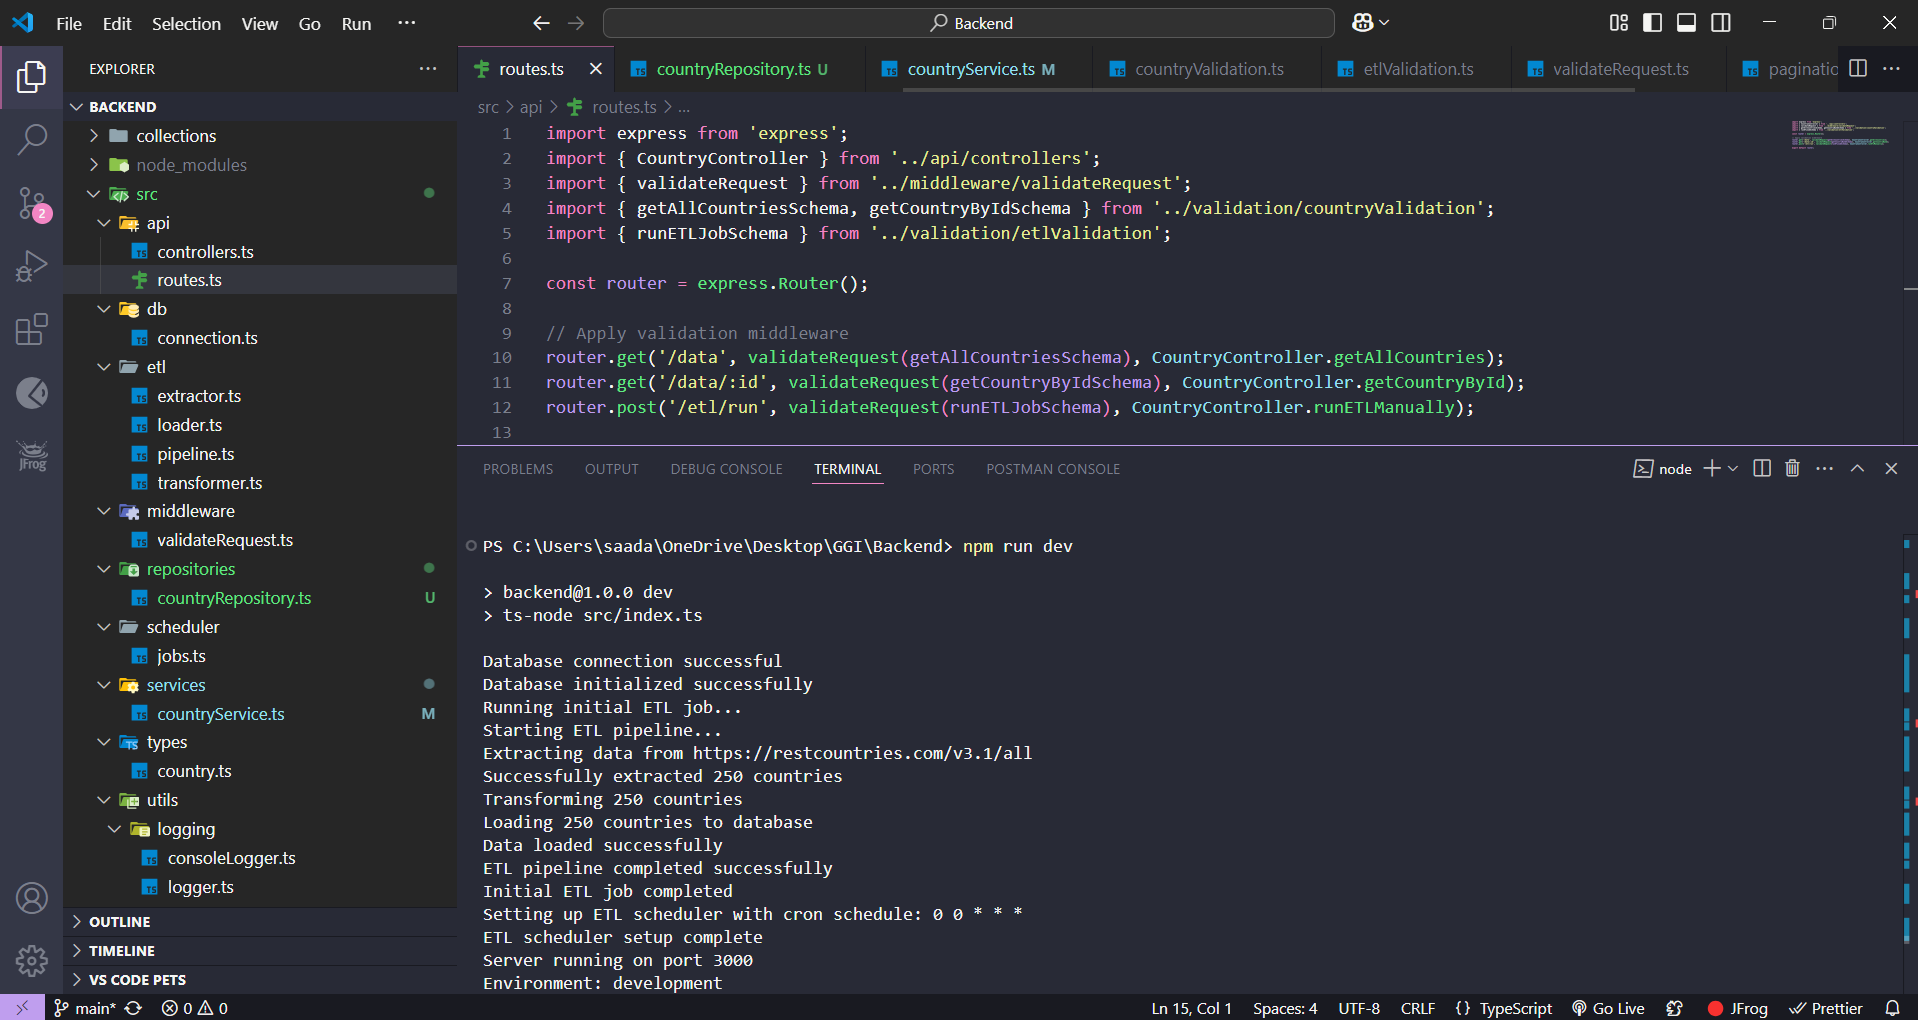 File Edit Selection View Go Run ··· Backend
EXPLORER ···
BACKEND
collections
node_modules
src
api
controllers.ts
routes.ts
db
connection.ts
etl
extractor.ts
loader.ts
pipeline.ts
transformer.ts
middleware
validateRequest.ts
repositories
countryRepository.ts U
scheduler
jobs.ts
services
countryService.ts M
types
country.ts
utils
logging
consoleLogger.ts
logger.ts
OUTLINE
TIMELINE
VS CODE PETS
2
JFrog
routes.ts countryRepository.ts U countryService.ts M countryValidation.ts etlValidation.ts validateRequest.ts paginatio
src > api > routes.ts > ...
1 import express from 'express';
2 import { CountryController } from '../api/controllers';
3 import { validateRequest } from '../middleware/validateRequest';
4 import { getAllCountriesSchema, getCountryByIdSchema } from '../validation/countryValidation';
5 import { runETLJobSchema } from '../validation/etlValidation';
6
7 const router = express.Router();
8
9 // Apply validation middleware
10 router.get('/data', validateRequest(getAllCountriesSchema), CountryController.getAllCountries);
11 router.get('/data/:id', validateRequest(getCountryByIdSchema), CountryController.getCountryById);
12 router.post('/etl/run', validateRequest(runETLJobSchema), CountryController.runETLManually);
13
PROBLEMS OUTPUT DEBUG CONSOLE TERMINAL PORTS POSTMAN CONSOLE node
PS C:\Users\saada\OneDrive\Desktop\GGI\Backend> npm run dev
> backend@1.0.0 dev
> ts-node src/index.ts
Database connection successful
Database initialized successfully
Running initial ETL job...
Starting ETL pipeline...
Extracting data from https://restcountries.com/v3.1/all
Successfully extracted 250 countries
Transforming 250 countries
Loading 250 countries to database
Data loaded successfully
ETL pipeline completed successfully
Initial ETL job completed
Setting up ETL scheduler with cron schedule: 0 0 * * *
ETL scheduler setup complete
Server running on port 3000
Environment: development
main* 0 0 Ln 15, Col 1 Spaces: 4 UTF-8 CRLF {} TypeScript Go Live JFrog Prettier